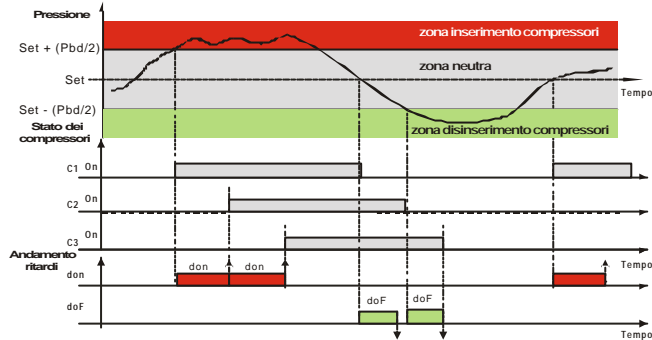 Pressione
zona inserimento compressori
Set + (Pbd/2)
zona neutra
Set
Tempo
Set - (Pbd/2)
zona disinserimento compressori
Stato dei
compressori
C1 On
C2 On
C3 On
Andamento
ritardi
Tempo
don don
don
doF doF
doF
Tempo